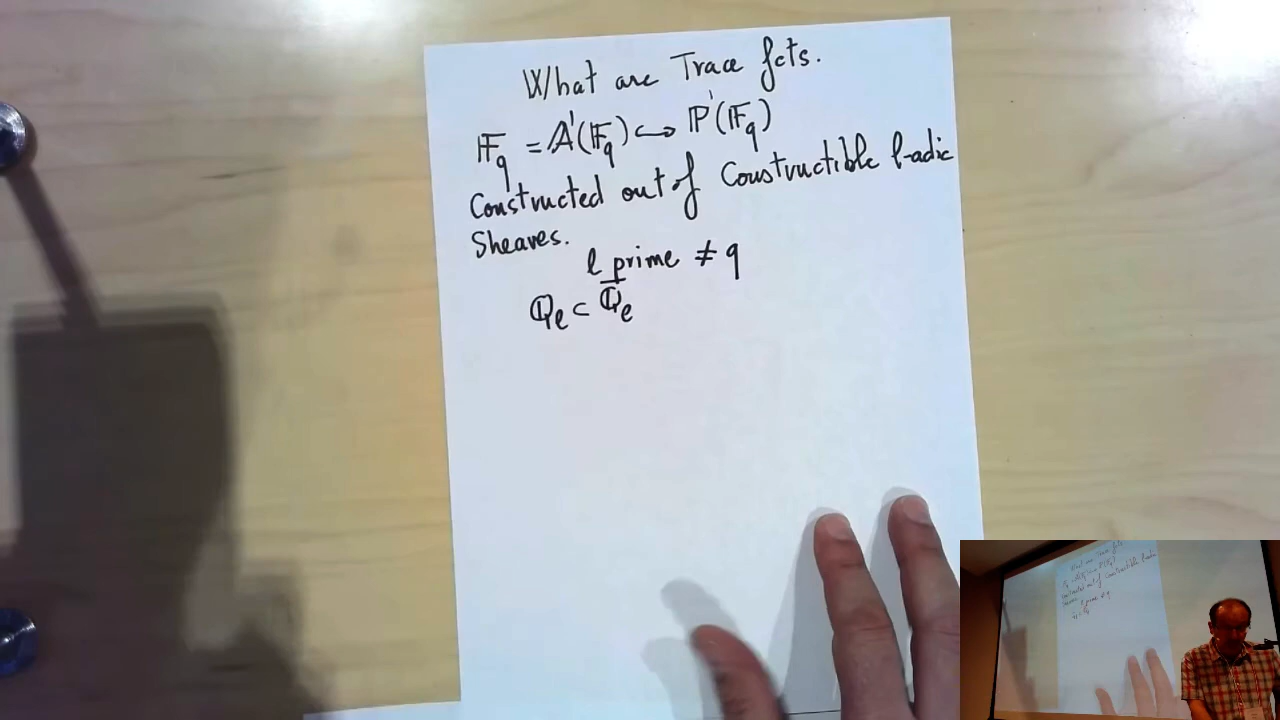 What are Trace fcts.
𝔽_q = 𝔸¹(𝔽_q) ↪ ℙ¹(𝔽_q)
Constructed out of Constructible l-adic
Sheaves.
l prime ≠ q
ℚ_l ⊂ ℚ̅_l